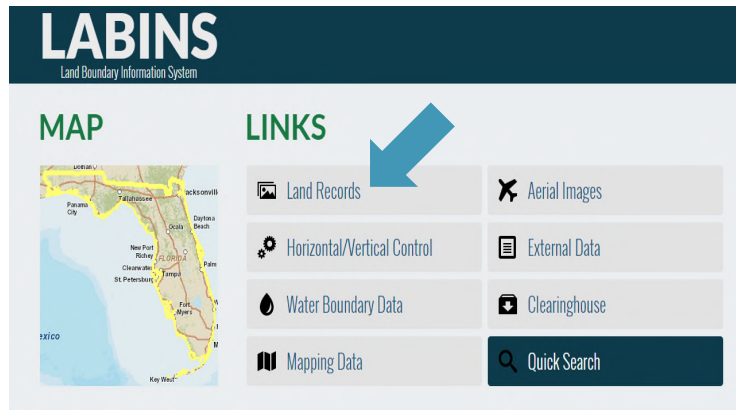 LABINS
Land Boundary Information System
MAP
LINKS
Dothan
Tallahassee
Jacksonvill
Panama
City
Daytona
Beach
Ocala
New Port
Richey
FLORIDA
Palm
Clearwater
Tampa
St. Petersburg
Fort
Myers
M
exico
Key West
Land Records
Aerial Images
Horizontal/Vertical Control
External Data
Water Boundary Data
Clearinghouse
Mapping Data
Quick Search